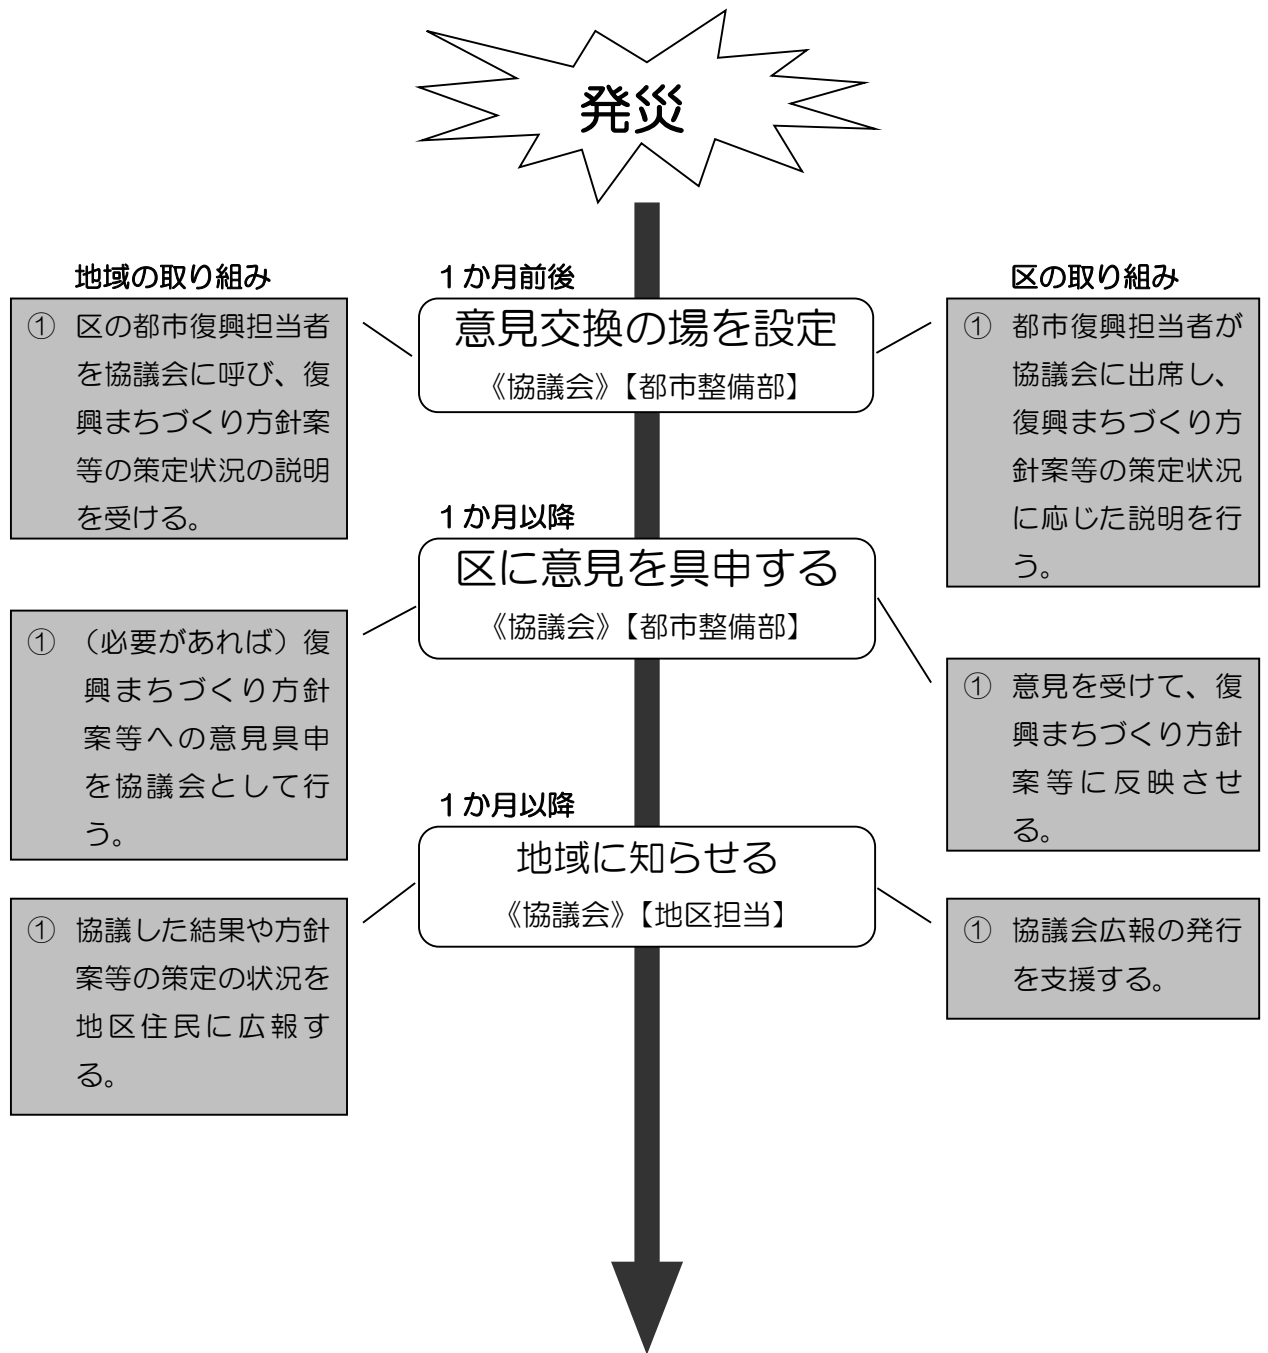 発災
地域の取り組み
１か月前後
区の取り組み
① 区の都市復興担当者
を協議会に呼び、復
興まちづくり方針案
等の策定状況の説明
を受ける。
意見交換の場を設定
《協議会》【都市整備部】
① 都市復興担当者が
協議会に出席し、
復興まちづくり方
針案等の策定状況
に応じた説明を行
う。
１か月以降
区に意見を具申する
《協議会》【都市整備部】
① （必要があれば）復
興まちづくり方針
案等への意見具申
を協議会として行
う。
① 意見を受けて、復
興まちづくり方針
案等に反映させ
る。
１か月以降
地域に知らせる
《協議会》【地区担当】
① 協議した結果や方針
案等の策定の状況を
地区住民に広報す
る。
① 協議会広報の発行
を支援する。